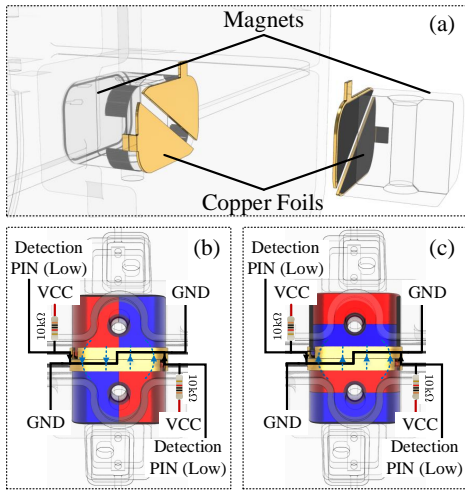 Magnets
(a)
Copper Foils
(b)
Detection
PIN (Low)
VCC
GND
10kΩ
10kΩ
GND
VCC
Detection
PIN (Low)
(c)
Detection
PIN (Low)
VCC
GND
10kΩ
10kΩ
GND
VCC
Detection
PIN (Low)